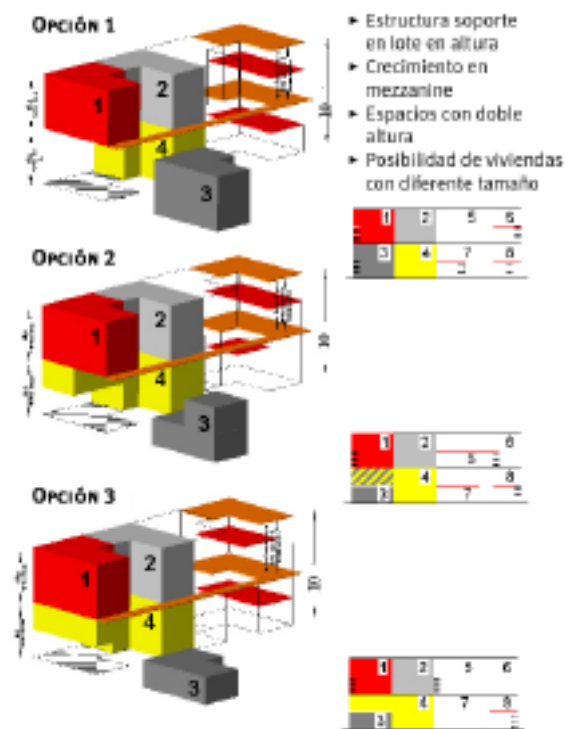 OPCIÓN 1
1
2
4
3
10
▸ Estructura soporte
en lote en altura
▸ Crecimiento en
mezzanine
▸ Espacios con doble
altura
▸ Posibilidad de viviendas
con diferente tamaño
1 2 5 6
3 4 7 8
OPCIÓN 2
1
2
4
3
10
1 2 6
5
4 8
3 7
OPCIÓN 3
1
2
4
3
10
1 2 5 6
4 7 8
3